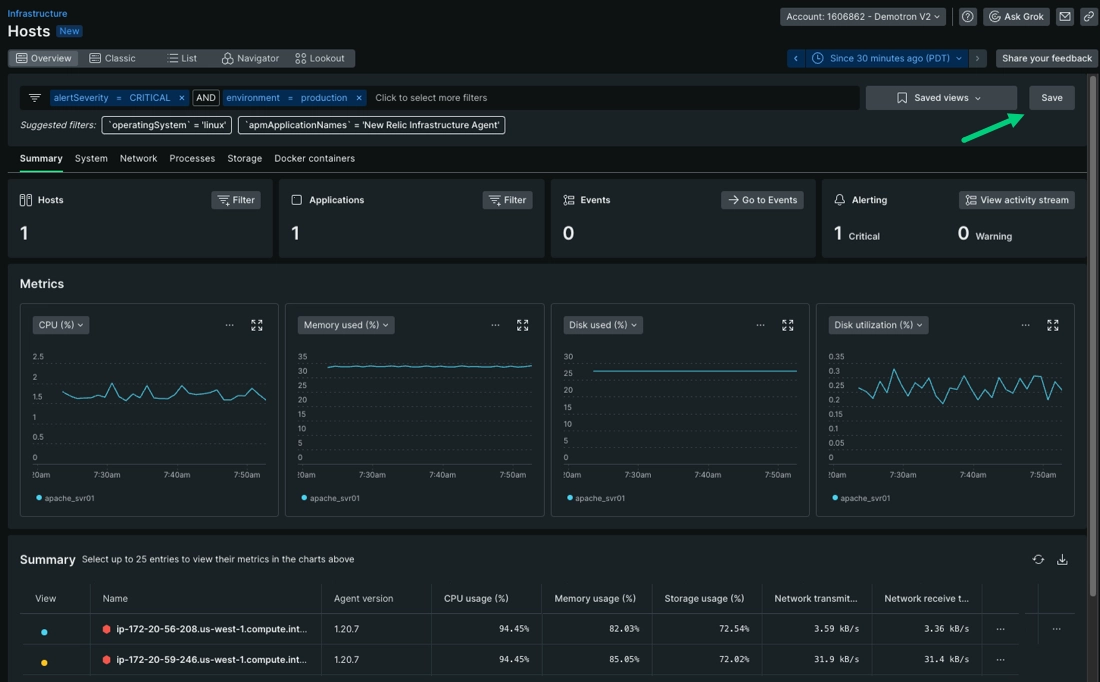 Infrastructure
Hosts New
Account: 1606862 - Demotron V2
Ask Grok
Overview Classic List Navigator Lookout
Since 30 minutes ago (PDT)
Share your feedback
alertSeverity = CRITICAL × AND environment = production × Click to select more filters
Saved views
Save
Suggested filters: `operatingSystem` = 'linux' `apmApplicationNames` = 'New Relic Infrastructure Agent'
Summary System Network Processes Storage Docker containers
Hosts Filter
1
Applications Filter
1
Events Go to Events
0
Alerting View activity stream
1 Critical 0 Warning
Metrics
CPU (%)
2.5
2
1.5
1
0.5
0
:0am 7:30am 7:40am 7:50am
apache_svr01
Memory used (%)
35
30
25
20
15
10
5
0
:0am 7:30am 7:40am 7:50am
apache_svr01
Disk used (%)
30
25
20
15
10
5
0
:0am 7:30am 7:40am 7:50am
apache_svr01
Disk utilization (%)
0.35
0.3
0.25
0.2
0.15
0.1
0.05
0
:0am 7:30am 7:40am 7:50am
apache_svr01
Summary Select up to 25 entries to view their metrics in the charts above
View Name Agent version CPU usage (%) Memory usage (%) Storage usage (%) Network transmit... Network receive t...
ip-172-20-56-208.us-west-1.compute.int... 1.20.7 94.45% 82.03% 72.54% 3.59 kB/s 3.36 kB/s ...
ip-172-20-59-246.us-west-1.compute.int... 1.20.7 94.45% 85.05% 72.02% 31.9 kB/s 31.4 kB/s ...